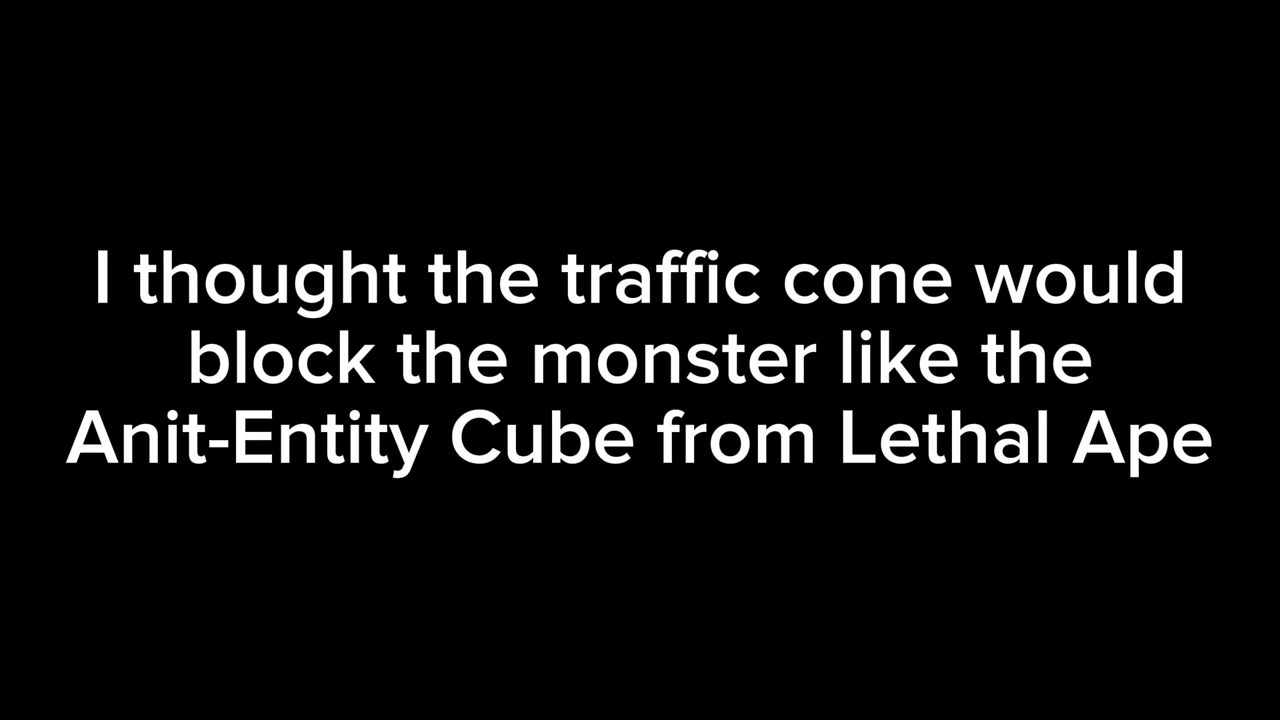 I thought the traffic cone would
block the monster like the
Anit-Entity Cube from Lethal Ape